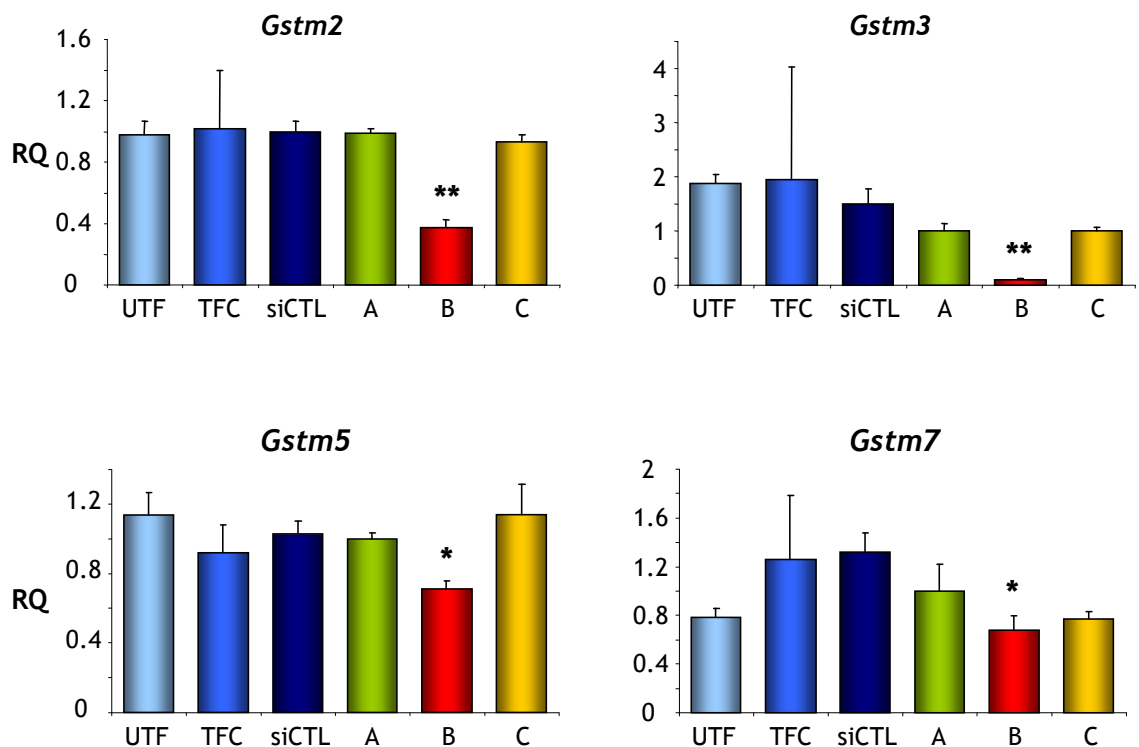 Gstm2
1.6
1.2
RQ
0.8
**
0.4
0
UTF TFC siCTL A B C
Gstm3
4
3
2
1
**
0
UTF TFC siCTL A B C
Gstm5
1.2
0.8
*
RQ
0.4
0
UTF TFC siCTL A B C
Gstm7
2
1.6
1.2
0.8
*
0.4
0
UTF TFC siCTL A B C